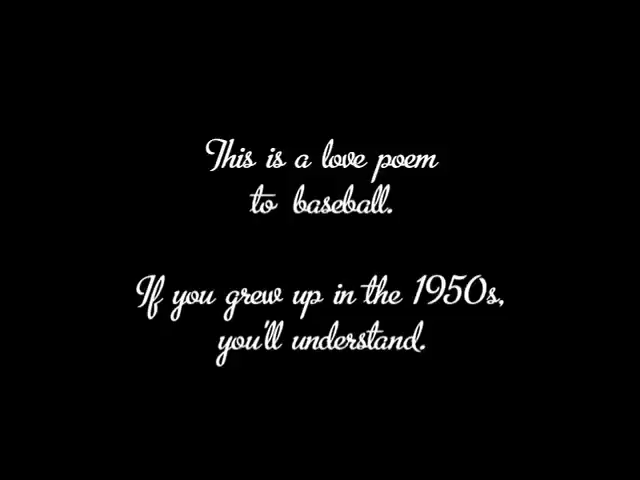 This is a love poem
to baseball.
If you grew up in the 1950s,
you'll understand.